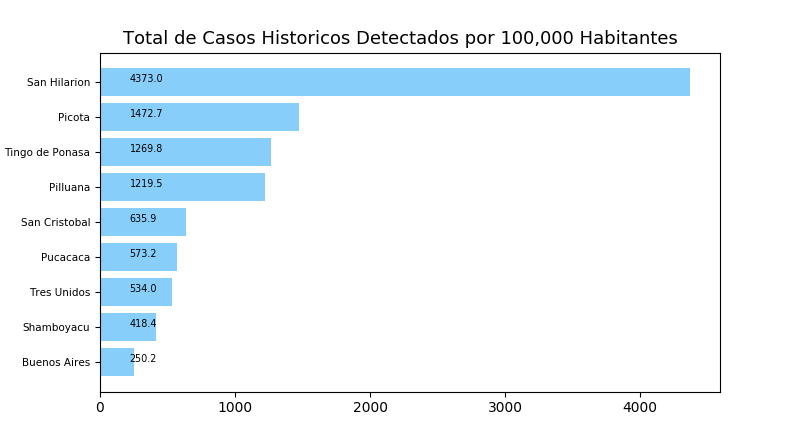 Total de Casos Historicos Detectados por 100,000 Habitantes
San Hilarion 4373.0
Picota 1472.7
Tingo de Ponasa 1269.8
Pilluana 1219.5
San Cristobal 635.9
Pucacaca 573.2
Tres Unidos 534.0
Shamboyacu 418.4
Buenos Aires 250.2
0 1000 2000 3000 4000